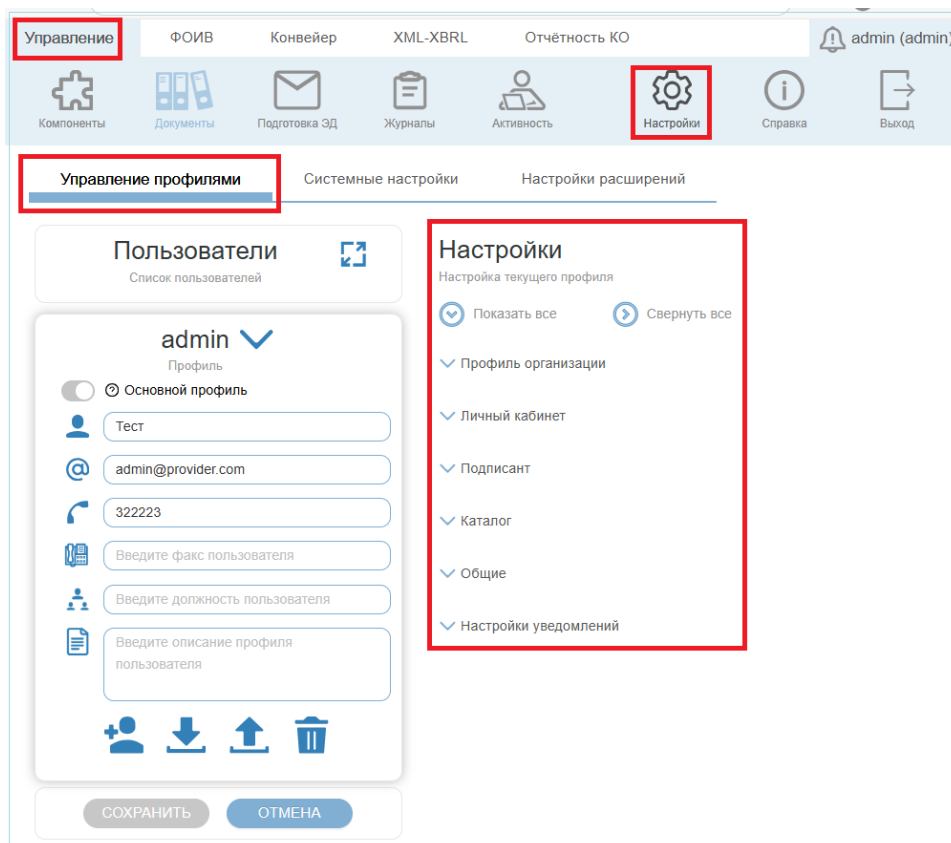 Управление ФОИВ Конвейер XML-XBRL Отчётность КО admin (admin)
Компоненты Документы Подготовка ЭД Журналы Активность Настройки Справка Выход
Управление профилями Системные настройки Настройки расширений
Пользователи
Список пользователей
admin
Профиль
Основной профиль
Тест
admin@provider.com
322223
Введите факс пользователя
Введите должность пользователя
Введите описание профиля
пользователя
СОХРАНИТЬ ОТМЕНА
Настройки
Настройка текущего профиля
Показать все Свернуть все
Профиль организации
Личный кабинет
Подписант
Каталог
Общие
Настройки уведомлений